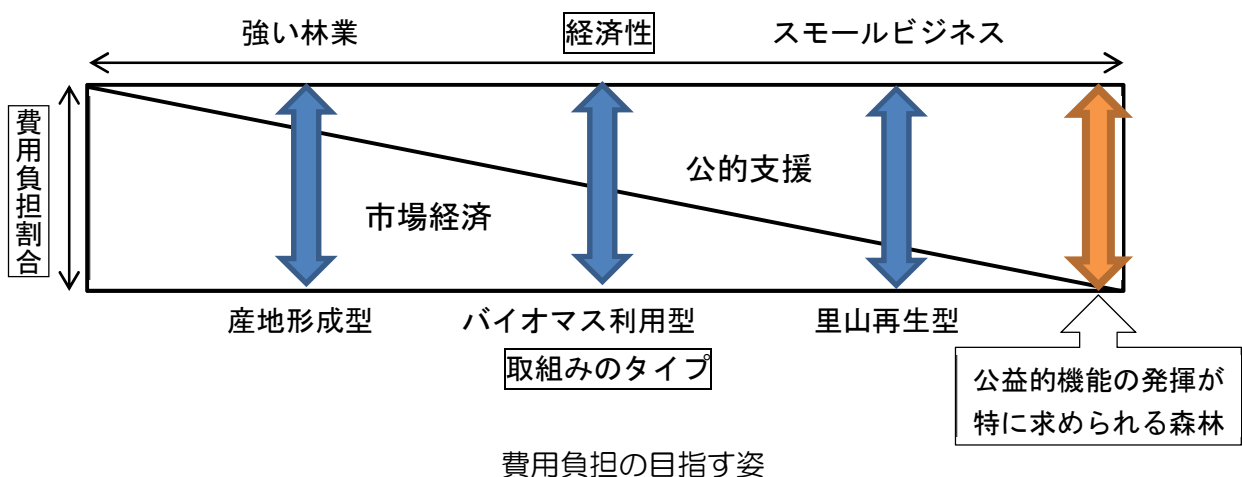 強い林業
経済性
スモールビジネス
費用負担割合
公的支援
市場経済
産地形成型
バイオマス利用型
里山再生型
取組みのタイプ
公益的機能の発揮が
特に求められる森林
費用負担の目指す姿